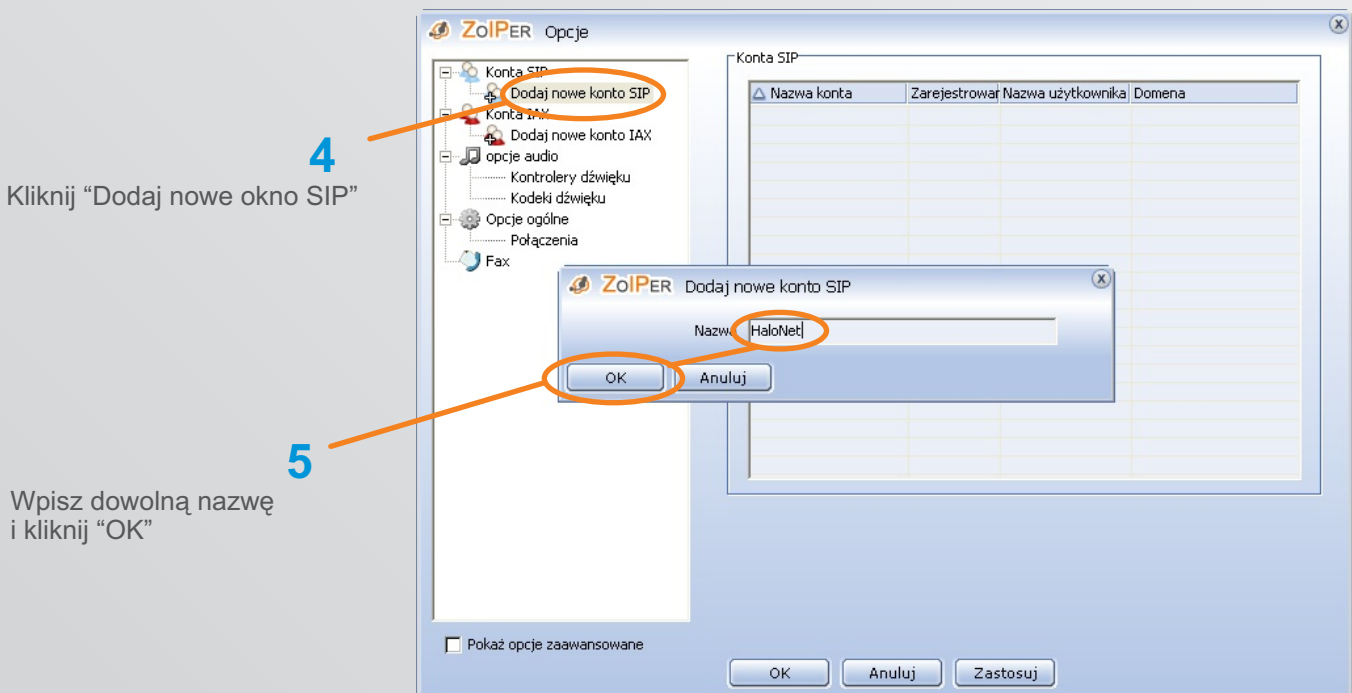 ZoIPER Opcje
Konta SIP
Dodaj nowe konto SIP
Konta IAX
Dodaj nowe konto IAX
opcje audio
Kontrolery dźwięku
Kodeki dźwięku
Opcje ogólne
Połączenia
Fax
Konta SIP
Nazwa konta Zarejestrowar Nazwa użytkownika Domena
4
Kliknij “Dodaj nowe okno SIP”
ZoIPER Dodaj nowe konto SIP
Nazwa HaloNet
OK Anuluj
5
Wpisz dowolną nazwę
i kliknij “OK”
Pokaż opcje zaawansowane
OK Anuluj Zastosuj